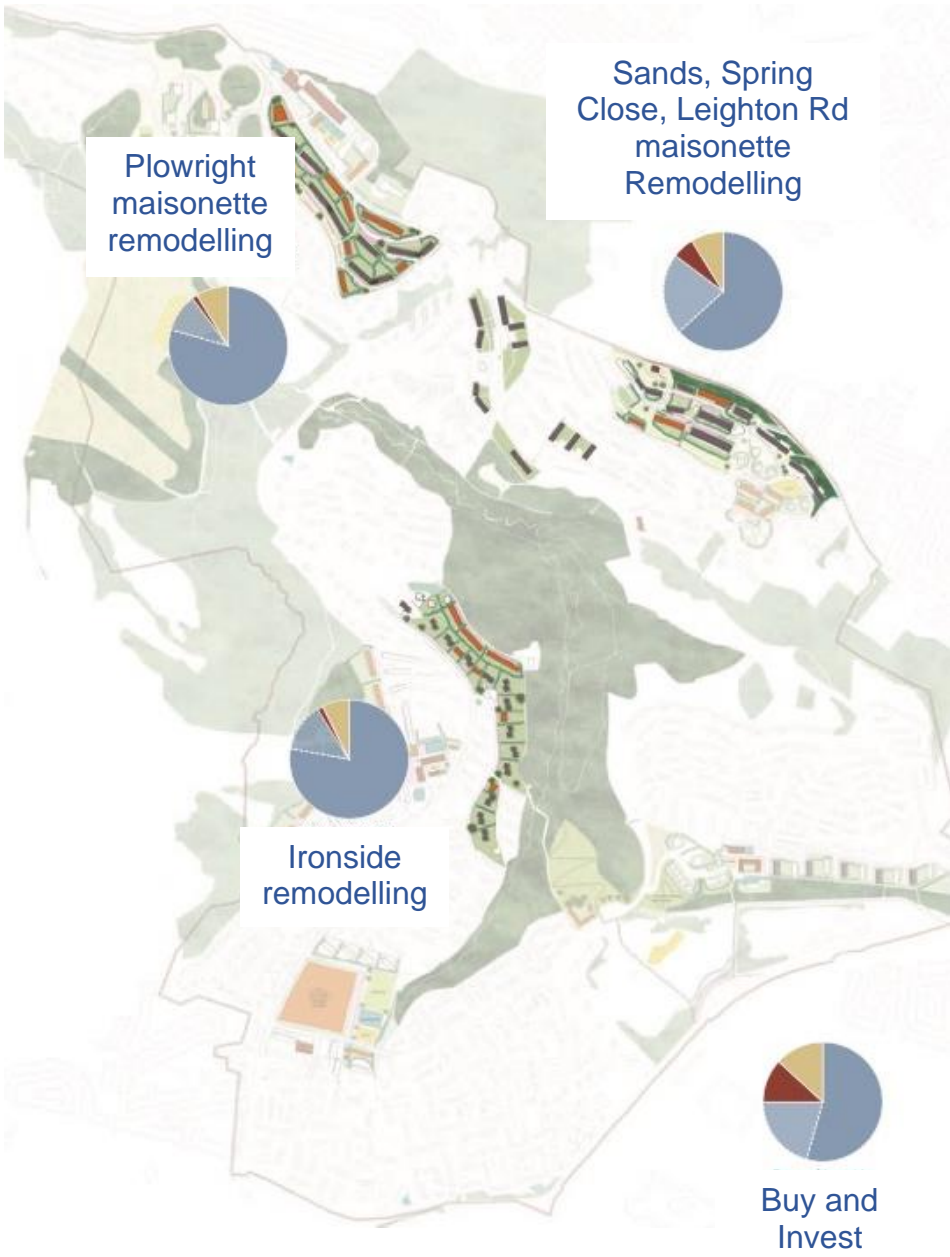 Sands, Spring
Close, Leighton Rd
maisonette
Remodelling
Plowright
maisonette
remodelling
Ironside
remodelling
Buy and
Invest